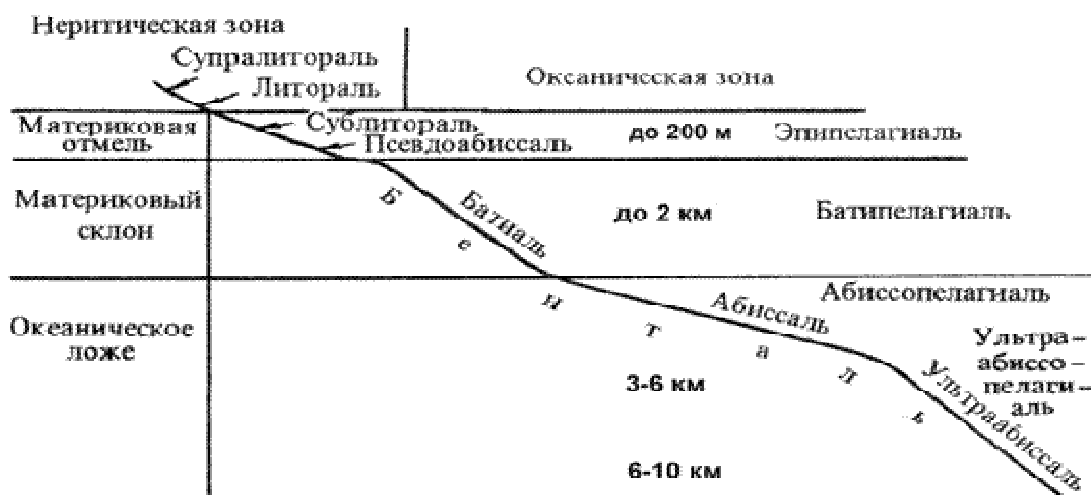 Неритическая зона
Супралитораль
Океаническая зона
Литораль
Материковая
отмель
Сублитораль
Псевдоабиссаль
до 200 м
Эпипелагиаль
Материковый
склон
Батиаль
до 2 км
Батипелагиаль
Бенталь
Абиссаль
Абиссопелагиаль
Океаническое
ложе
Ультра–
абиссо–
пелаги–
аль
3-6 км
Ультраабиссаль
6-10 км